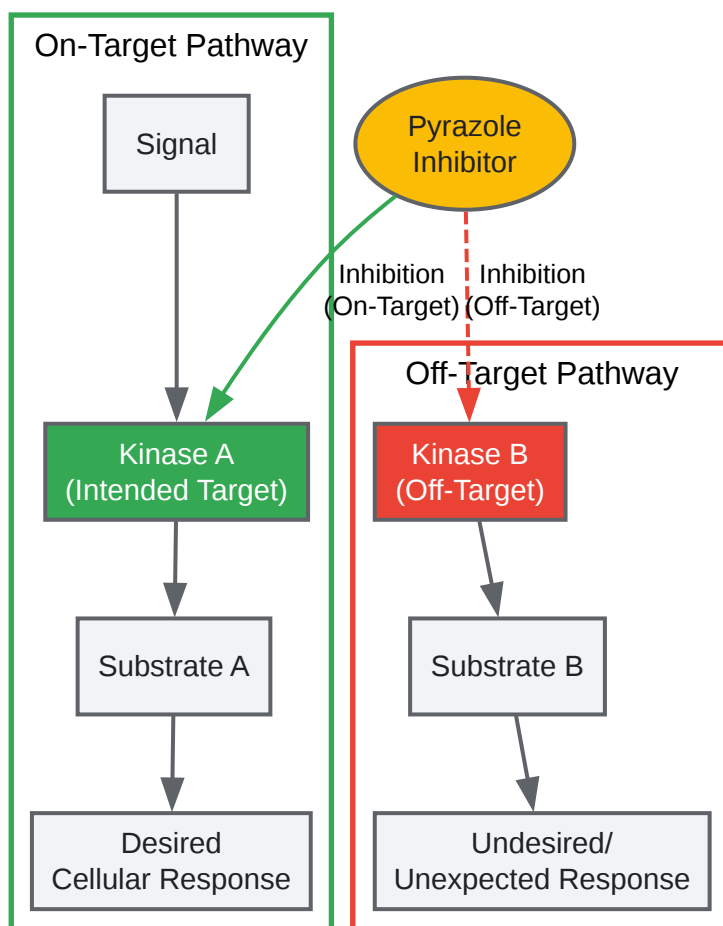 On-Target Pathway
Signal
Pyrazole
Inhibitor
Inhibition
(On-Target)
Inhibition
(Off-Target)
Off-Target Pathway
Kinase A
(Intended Target)
Kinase B
(Off-Target)
Substrate A
Substrate B
Desired
Cellular Response
Undesired/
Unexpected Response